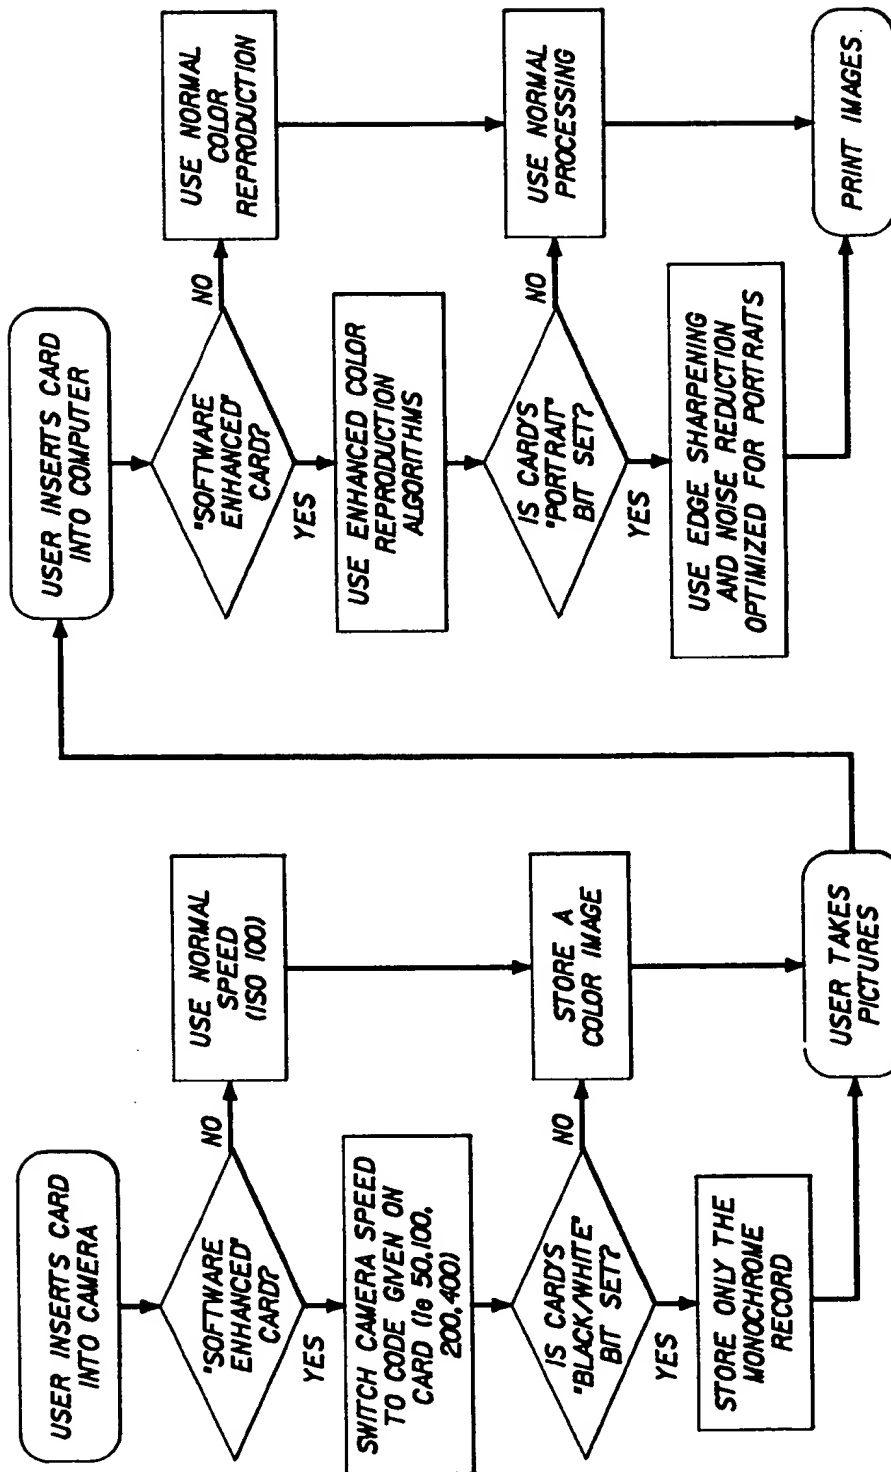 USER INSERTS CARD
INTO CAMERA
"SOFTWARE
ENHANCED"
CARD?
NO
USE NORMAL
SPEED
(ISO 100)
YES
SWITCH CAMERA SPEED
TO CODE GIVEN ON
CARD (ie 50,100,
200,400)
IS CARD'S
"BLACK/WHITE"
BIT SET?
NO
STORE A
COLOR IMAGE
YES
STORE ONLY THE
MONOCHROME
RECORD
USER TAKES
PICTURES
USER INSERTS CARD
INTO COMPUTER
"SOFTWARE
ENHANCED"
CARD?
NO
USE NORMAL
COLOR
REPRODUCTION
YES
USE ENHANCED COLOR
REPRODUCTION
ALGORITHMS
IS CARD'S
"PORTRAIT"
BIT SET?
NO
USE NORMAL
PROCESSING
YES
USE EDGE SHARPENING
AND NOISE REDUCTION
OPTIMIZED FOR PORTRAITS
PRINT IMAGES